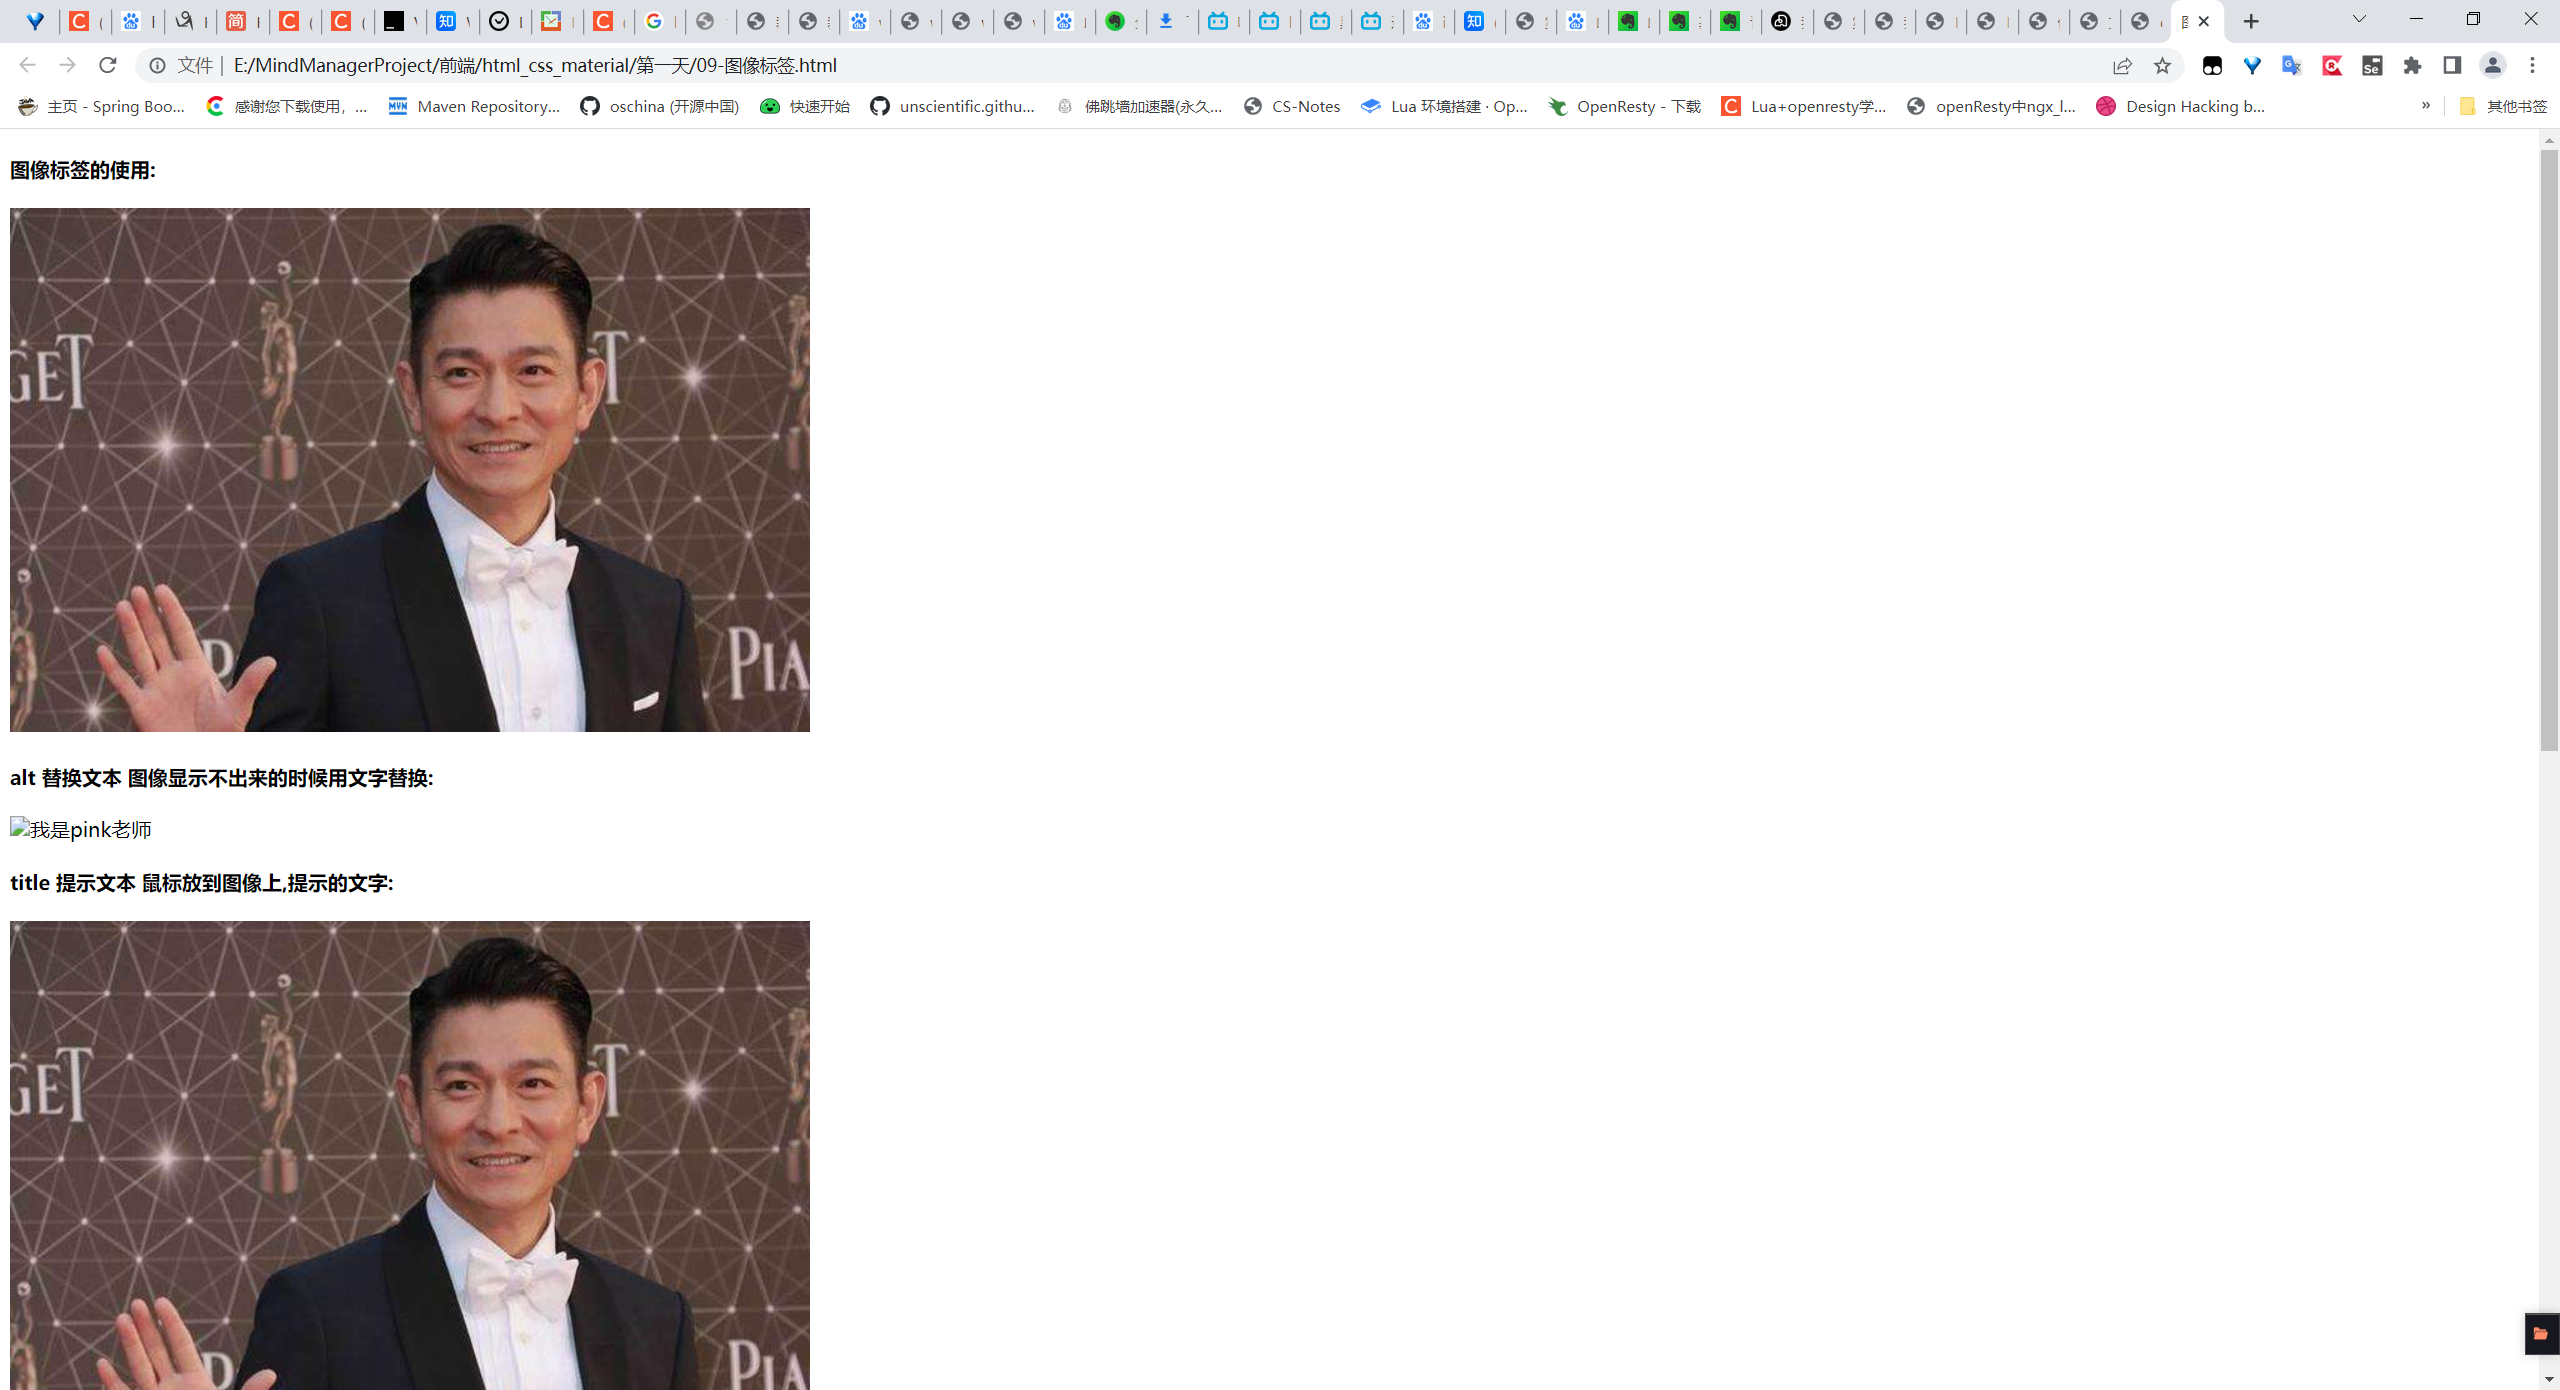 文件 | E:/MindManagerProject/前端/html_css_material/第一天/09-图像标签.html
主页 - Spring Boo... 感谢您下载使用，... Maven Repository... oschina (开源中国) 快速开始 unscientific.githu... 佛跳墙加速器(永久... CS-Notes Lua 环境搭建 · Op... OpenResty - 下载 Lua+openresty学... openResty中ngx_l... Design Hacking b... » 其他书签
图像标签的使用:
GET T
PIA
alt 替换文本 图像显示不出来的时候用文字替换:
我是pink老师
title 提示文本 鼠标放到图像上,提示的文字:
GET T
PIA